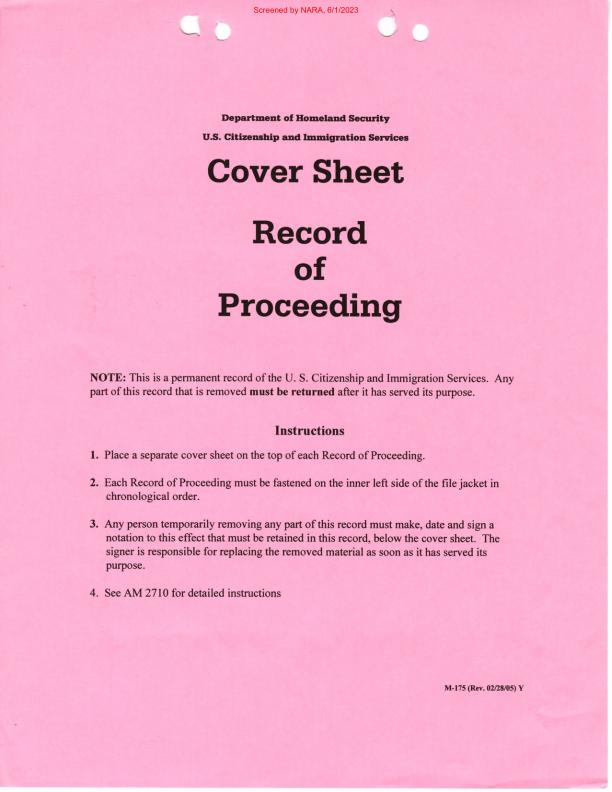 Screened by NARA, 6/1/2023
Department of Homeland Security
U.S. Citizenship and Immigration Services
Cover Sheet
Record
of
Proceeding
NOTE: This is a permanent record of the U. S. Citizenship and Immigration Services. Any
part of this record that is removed must be returned after it has served its purpose.
Instructions
1. Place a separate cover sheet on the top of each Record of Proceeding.
2. Each Record of Proceeding must be fastened on the inner left side of the file jacket in
chronological order.
3. Any person temporarily removing any part of this record must make, date and sign a
notation to this effect that must be retained in this record, below the cover sheet. The
signer is responsible for replacing the removed material as soon as it has served its
purpose.
4. See AM 2710 for detailed instructions
M-175 (Rev. 02/28/05) Y